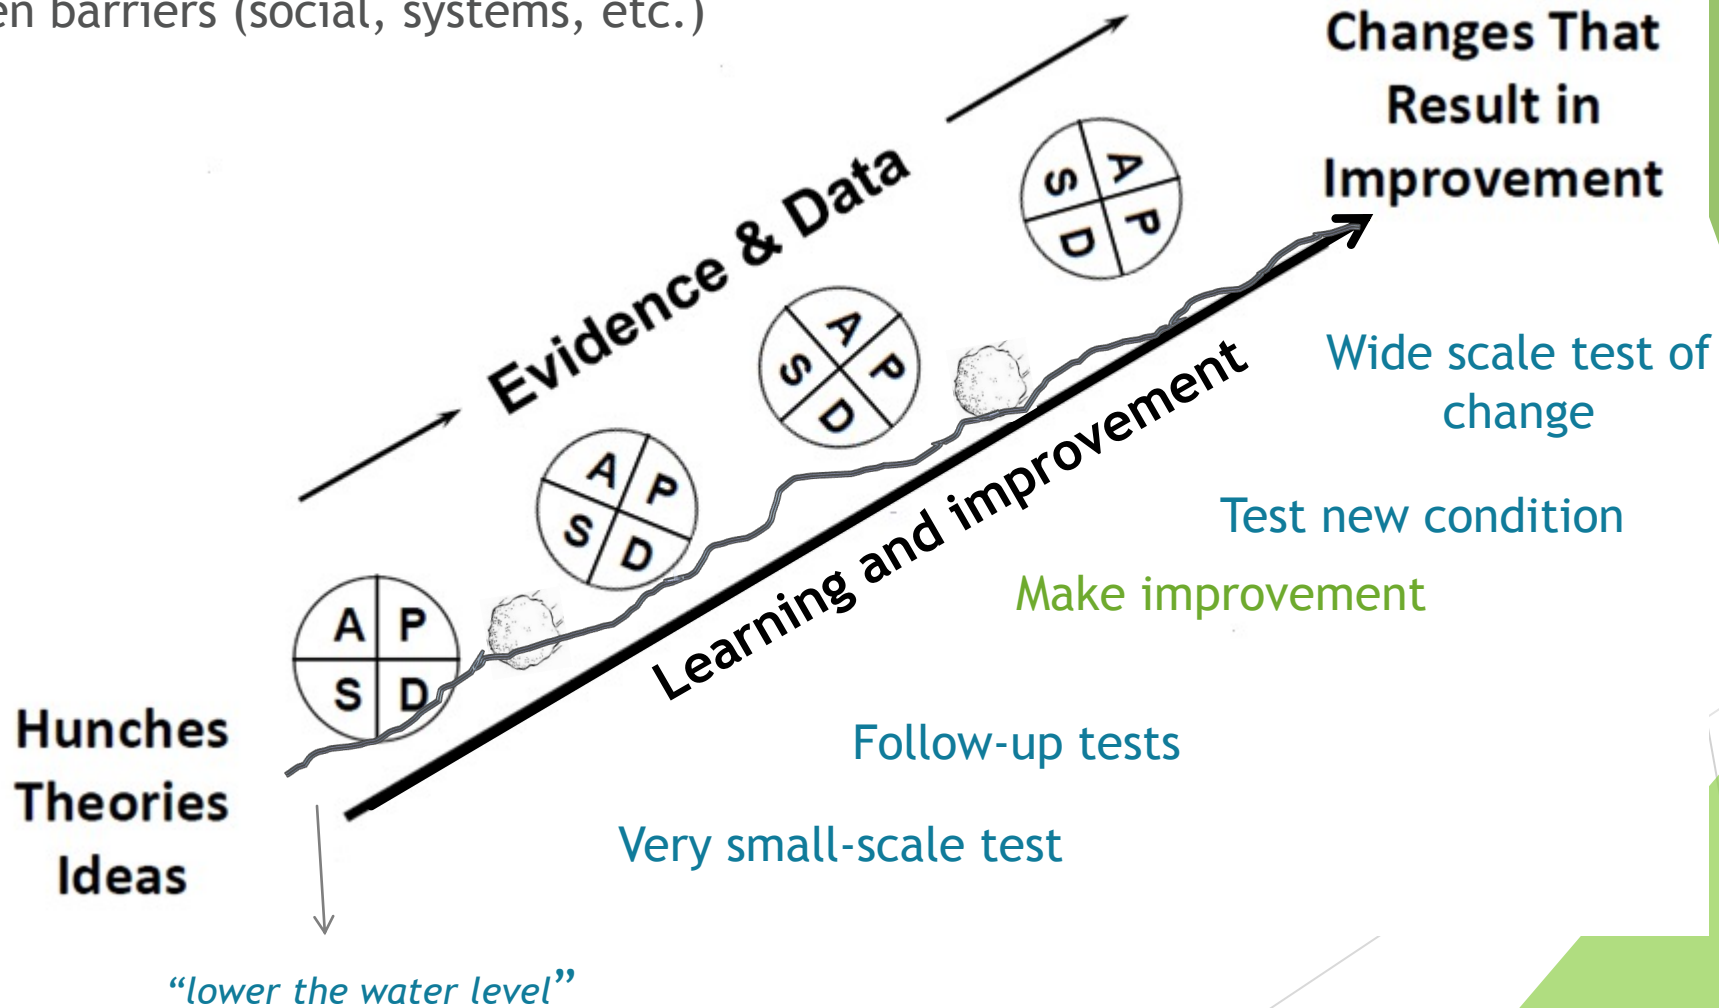 barriers (social, systems, etc.)
Changes That
Result in
Improvement
Evidence & Data
A P
S D
A P
S D
A P
S D
A P
S D
Learning and improvement
Wide scale test of
change
Test new condition
Make improvement
Follow-up tests
Very small-scale test
Hunches
Theories
Ideas
“lower the water level”